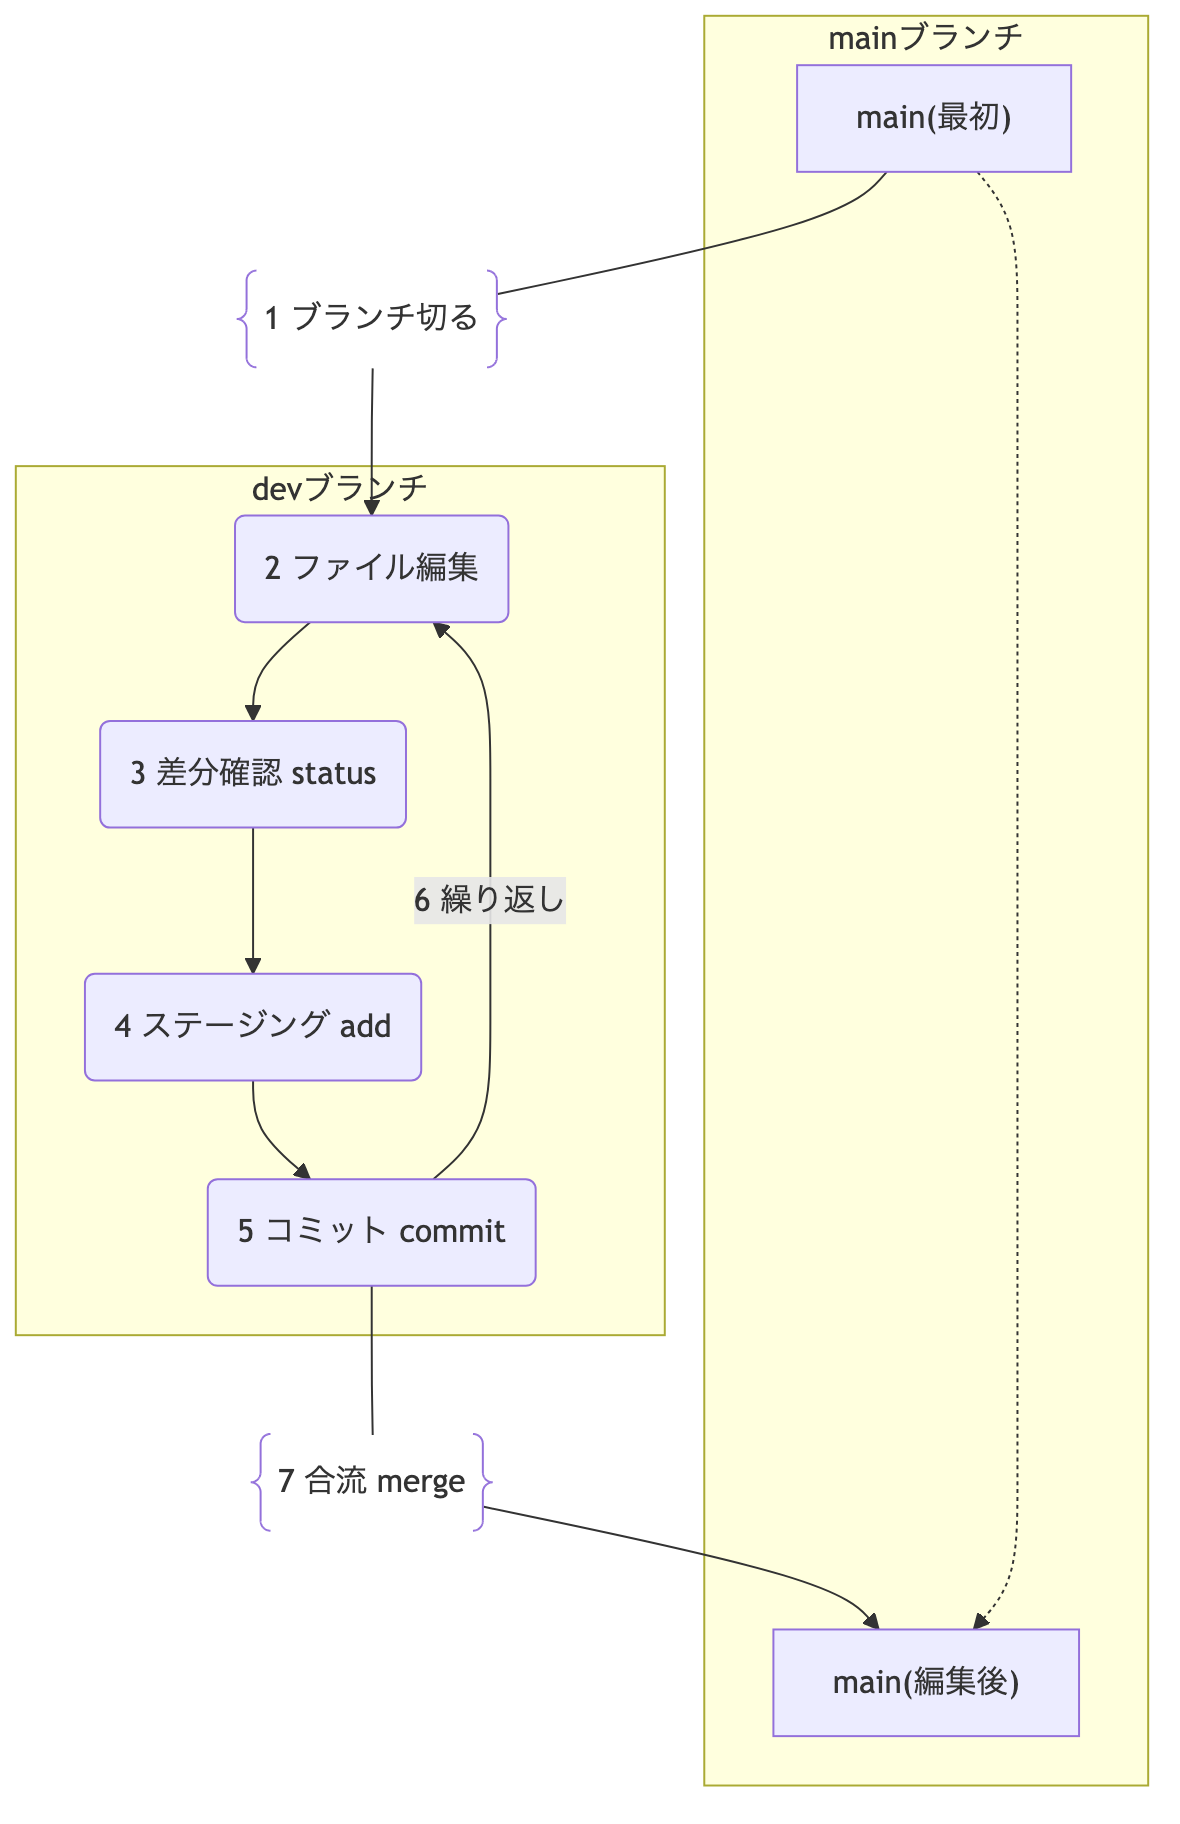 mainブランチ
main(最初)
1 ブランチ切る
devブランチ
2 ファイル編集
3 差分確認 status
6 繰り返し
4 ステージング add
5 コミット commit
7 合流 merge
main(編集後)